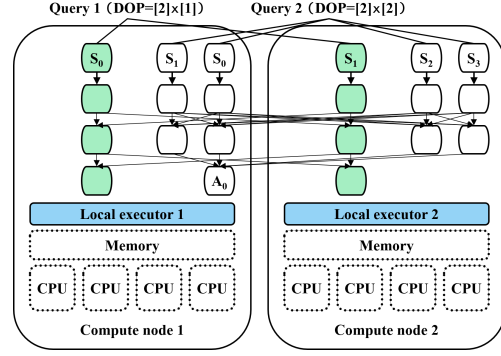 Query 1 (DOP=[2]x[1]) Query 2 (DOP=[2]x[2])
S0 S1 S0 S1 S2 S3
A0
Local executor 1 Local executor 2
Memory Memory
CPU CPU CPU CPU CPU CPU CPU CPU
Compute node 1 Compute node 2